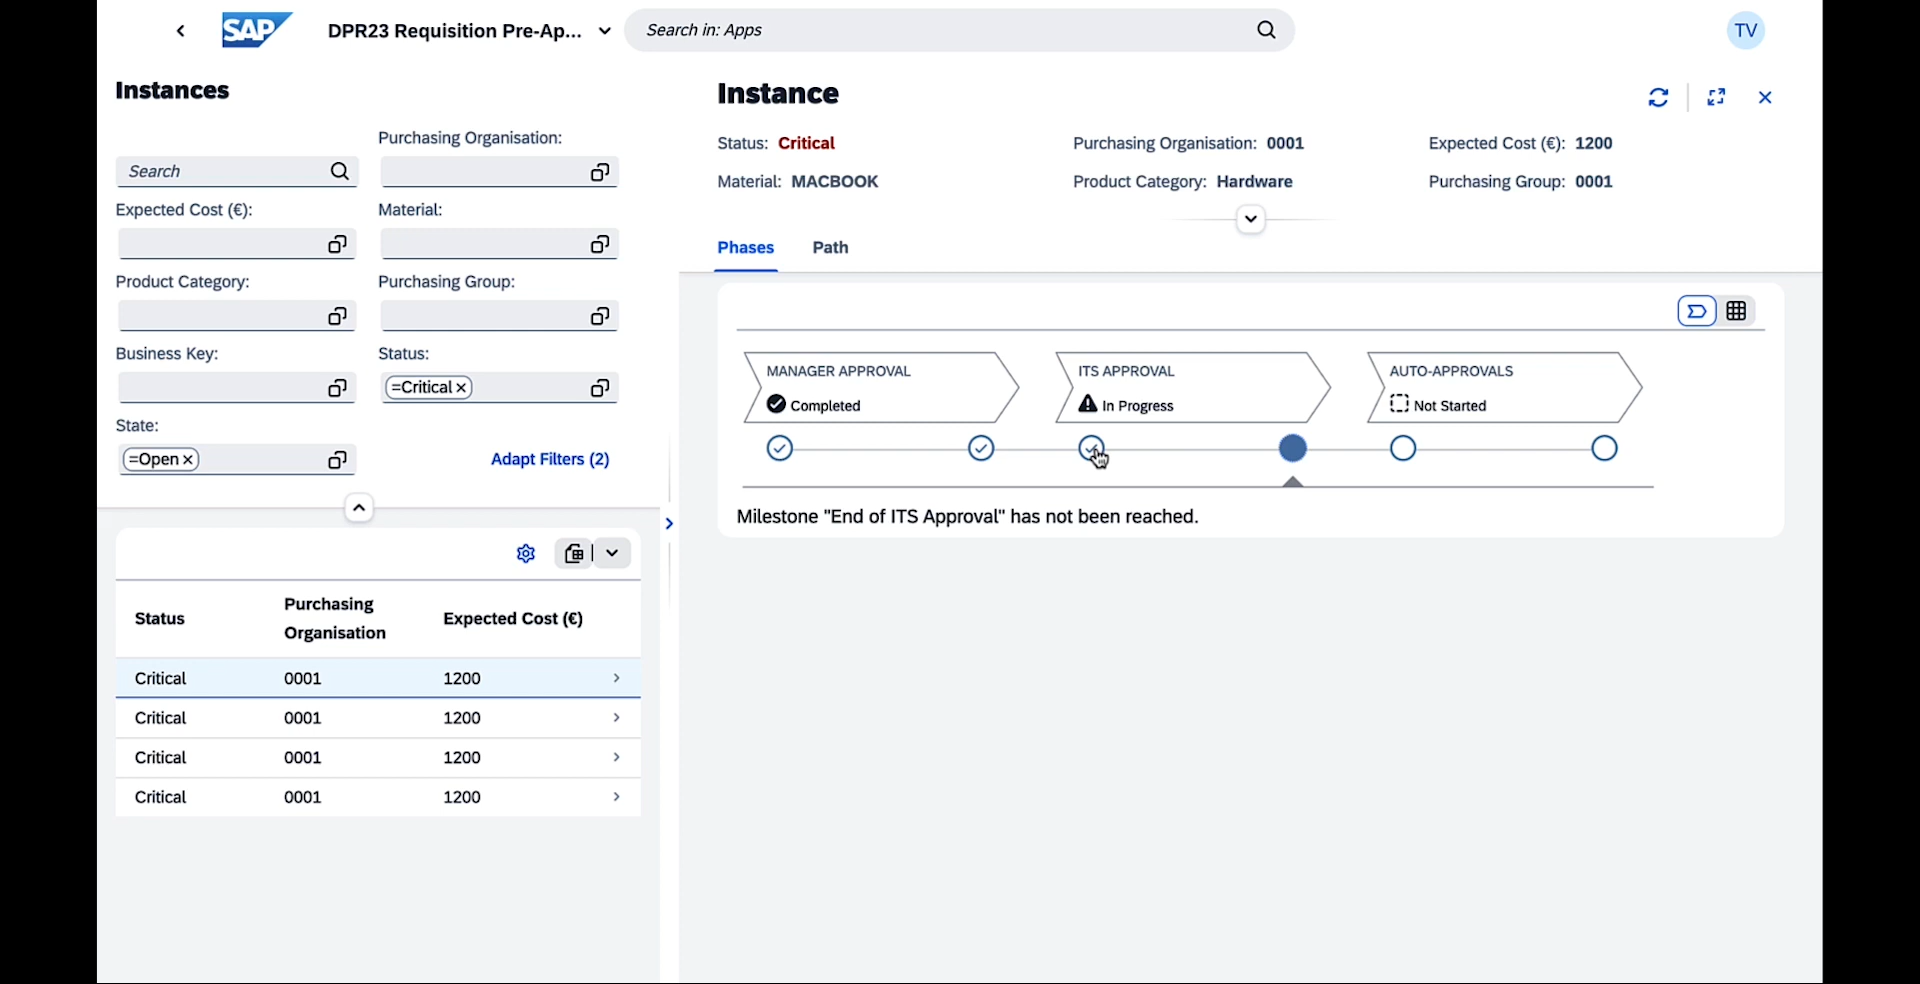 SAP
DPR23 Requisition Pre-Ap...
Search in: Apps
TV
Instances
Purchasing Organisation:
Search
Expected Cost (€):
Material:
Product Category:
Purchasing Group:
Business Key:
Status:
=Critical
State:
=Open
Adapt Filters (2)
Status
Purchasing
Organisation
Expected Cost (€)
Critical 0001 1200
Critical 0001 1200
Critical 0001 1200
Critical 0001 1200
Instance
Status: Critical
Purchasing Organisation: 0001
Expected Cost (€): 1200
Material: MACBOOK
Product Category: Hardware
Purchasing Group: 0001
Phases
Path
MANAGER APPROVAL
Completed
ITS APPROVAL
In Progress
AUTO-APPROVALS
Not Started
Milestone "End of ITS Approval" has not been reached.